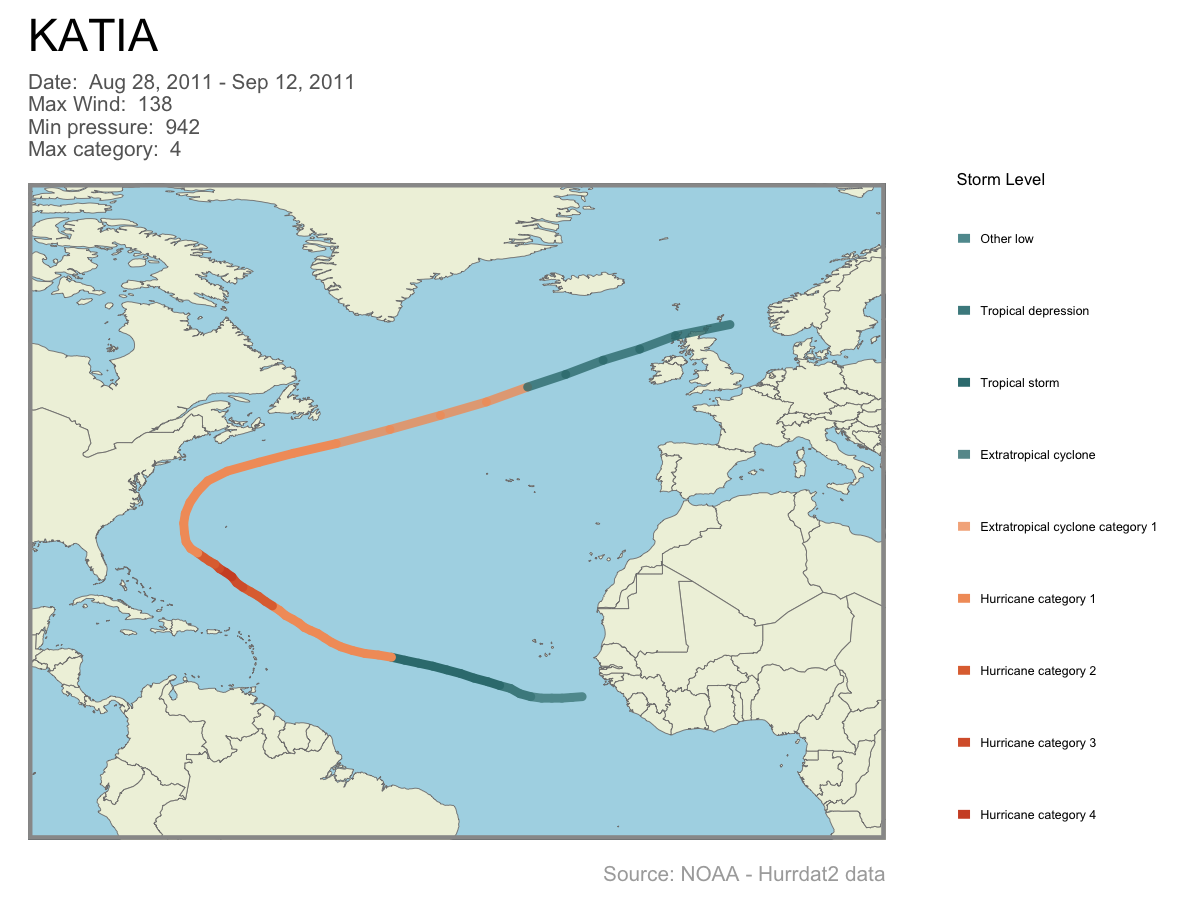 KATIA
Date:  Aug 28, 2011 - Sep 12, 2011
Max Wind:  138
Min pressure:  942
Max category:  4
Storm Level
Other low
Tropical depression
Tropical storm
Extratropical cyclone
Extratropical cyclone category 1
Hurricane category 1
Hurricane category 2
Hurricane category 3
Hurricane category 4
Source: NOAA - Hurrdat2 data